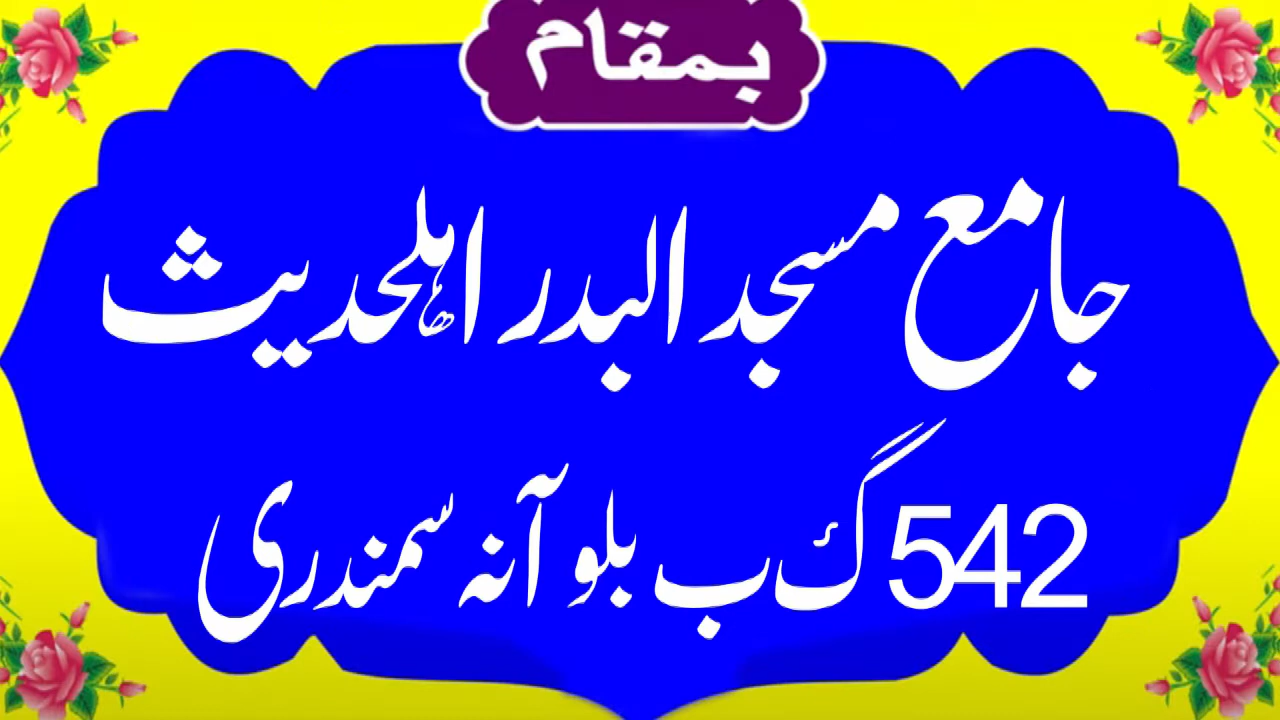 بمقام
جامع مسجد البدر اہلحدیث
542 گ ب بلو آنہ سمندری